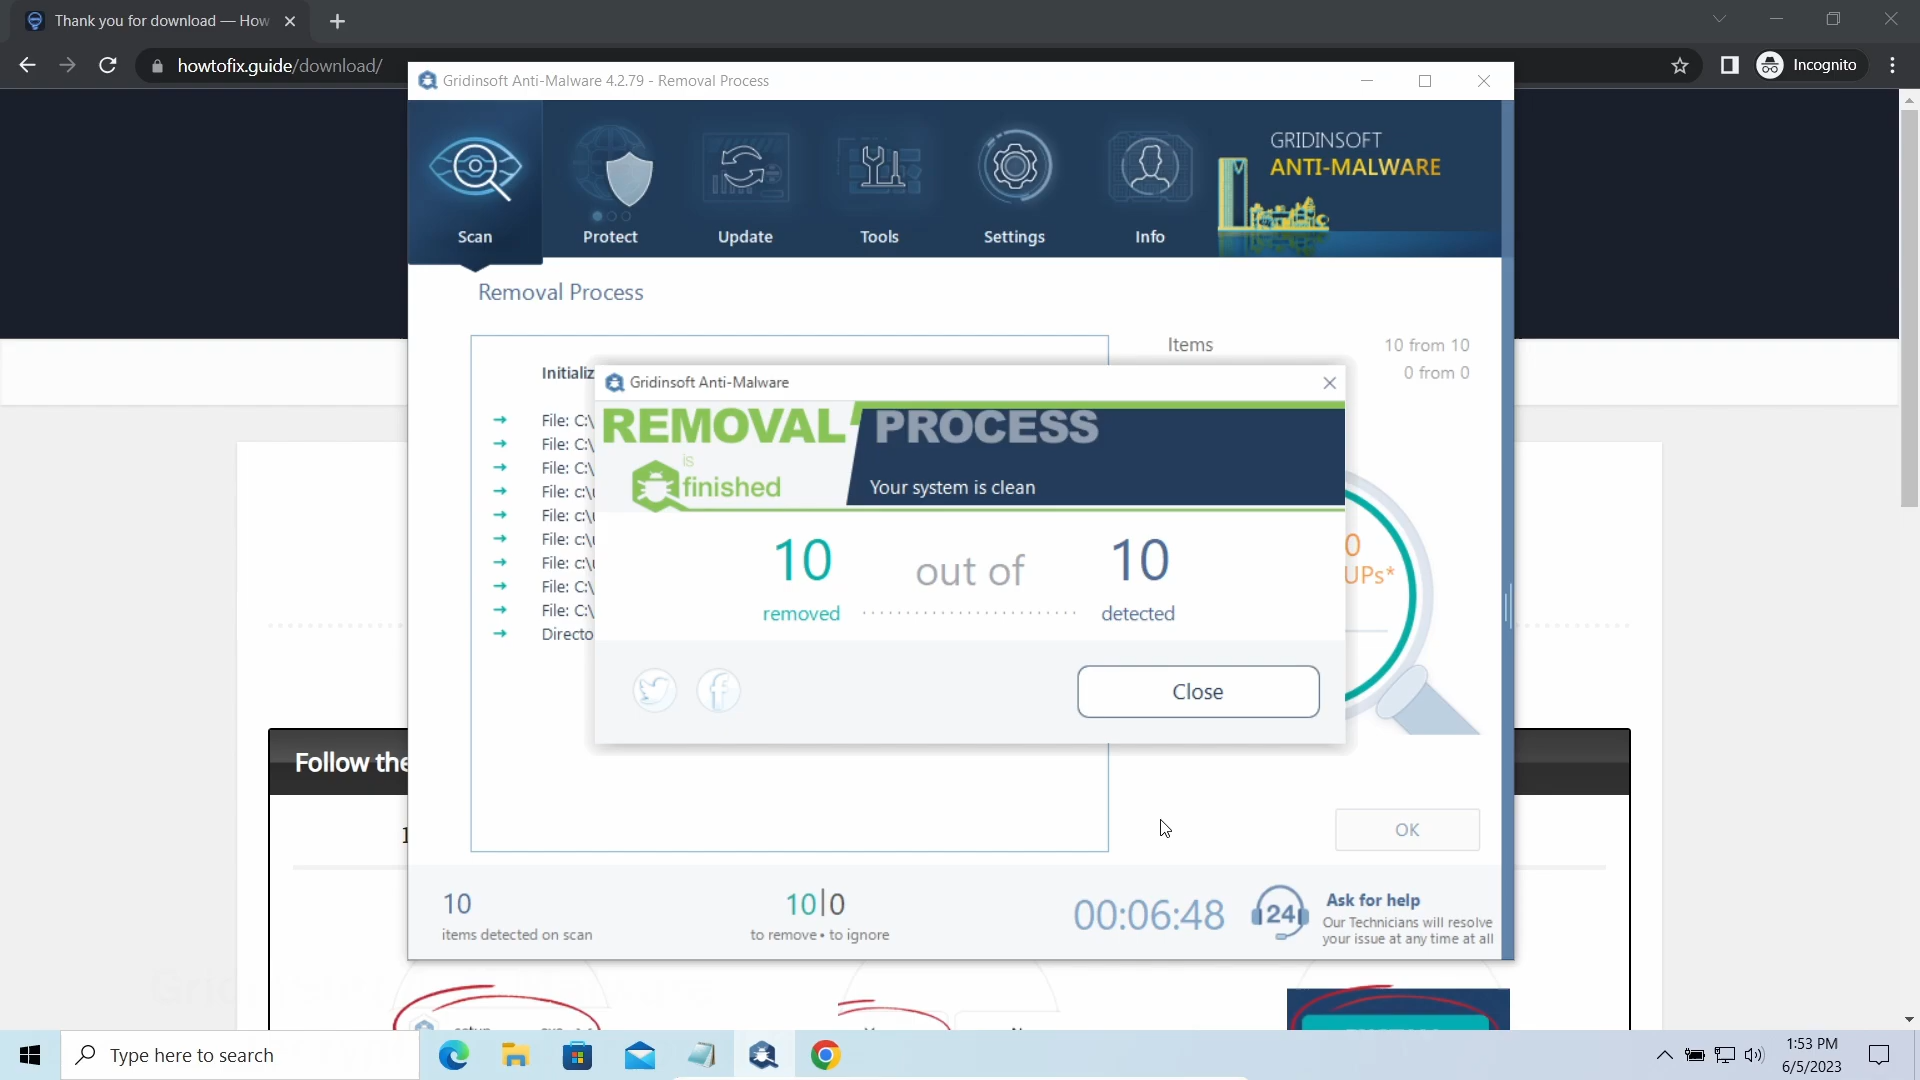 Thank you for download — How
howtofix.guide/download/
Incognito
Gridinsoft Anti-Malware 4.2.79 - Removal Process
Scan
Protect
Update
Tools
Settings
Info
GRIDINSOFT
ANTI-MALWARE
Removal Process
Items
10 from 10
0 from 0
Initializ
File: C:\
File: C:\
File: C:\
File: c:\
File: c:\
File: c:\
File: c:\
File: C:\
File: C:\
Directo
Gridinsoft Anti-Malware
REMOVAL PROCESS
is
finished
Your system is clean
10 out of 10
removed
detected
Close
0
UPs*
OK
Follow the
1
10
items detected on scan
10|0
to remove • to ignore
00:06:48
24
Ask for help
Our Technicians will resolve
your issue at any time at all
Type here to search
1:53 PM
6/5/2023